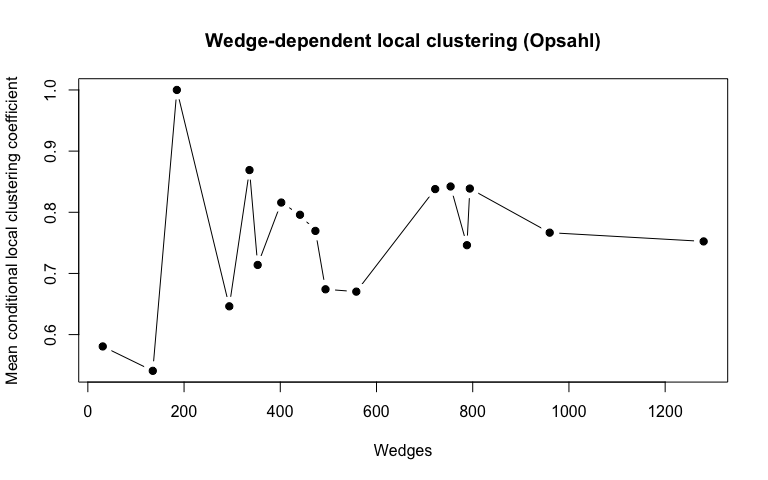 Wedge-dependent local clustering (Opsahl)
Mean conditional local clustering coefficient
1.0
0.9
0.8
0.7
0.6
0 200 400 600 800 1000 1200
Wedges